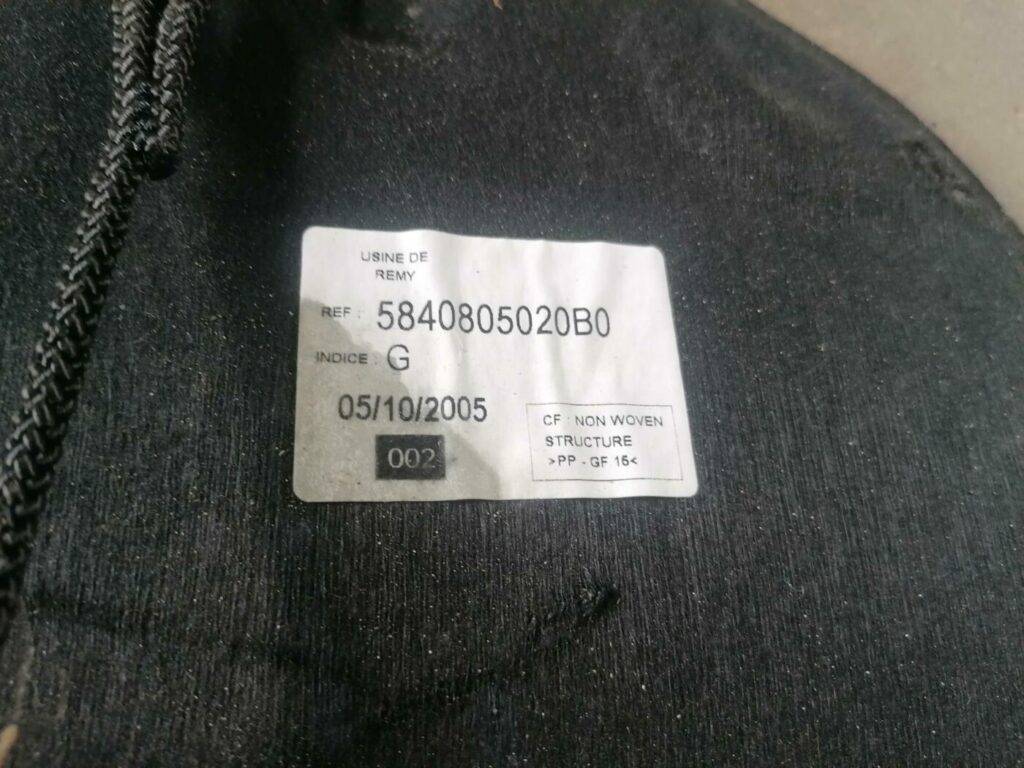 USINE DE
REMY
REF : 5840805020B0
INDICE : G
05/10/2005
002
CF : NON WOVEN
STRUCTURE
>PP - GF 15<